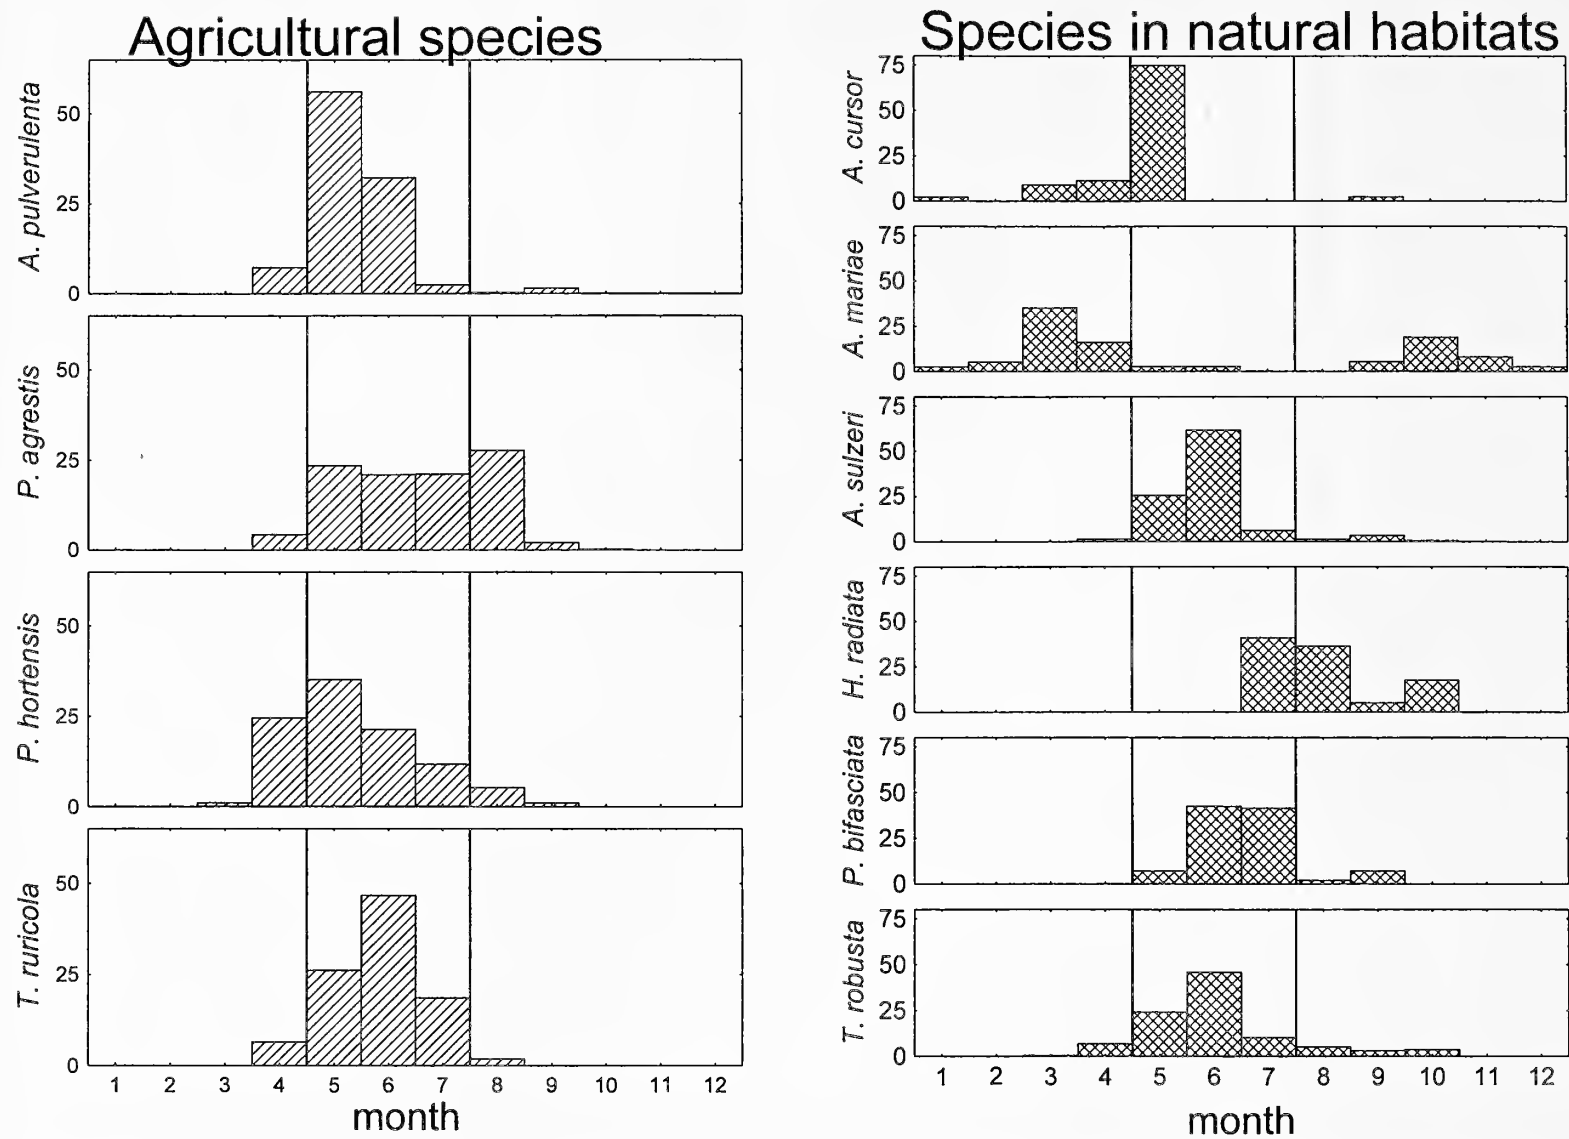 Agricultural species
A. pulverulenta
50
25
0
P. agrestis
50
25
0
P. hortensis
50
25
0
T. ruricola
50
25
0
1 2 3 4 5 6 7 8 9 10 11 12
month
Species in natural habitats
A. cursor
75
50
25
0
A. mariae
75
50
25
0
A. sulzeri
75
50
25
0
H. radiata
75
50
25
0
P. bifasciata
75
50
25
0
T. robusta
75
50
25
0
1 2 3 4 5 6 7 8 9 10 11 12
month